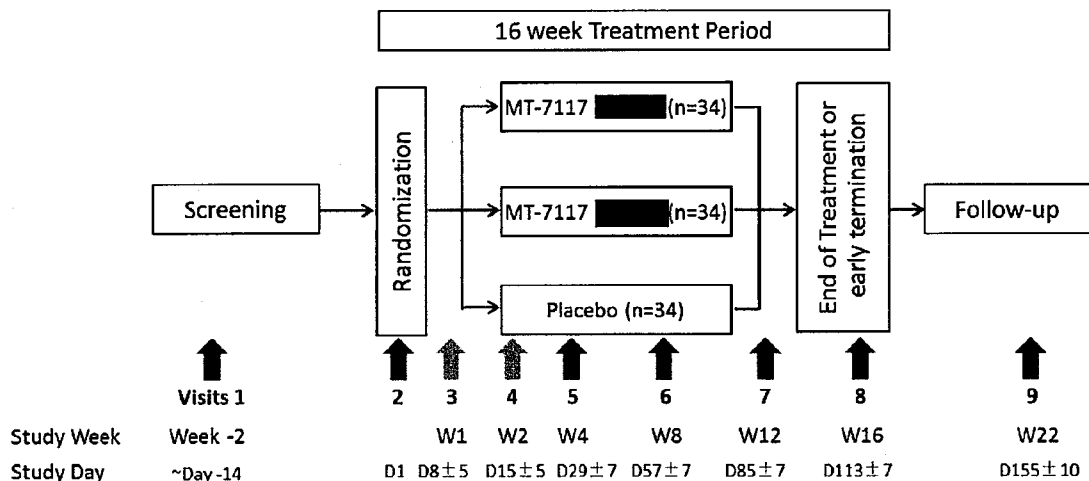 16 week Treatment Period
Screening
Randomization
MT-7117 (n=34)
MT-7117 (n=34)
Placebo (n=34)
End of Treatment or
early termination
Follow-up
Visits 1 2 3 4 5 6 7 8 9
Study Week Week -2 W1 W2 W4 W8 W12 W16 W22
Study Day ~Day -14 D1 D8±5 D15±5 D29±7 D57±7 D85±7 D113±7 D155±10